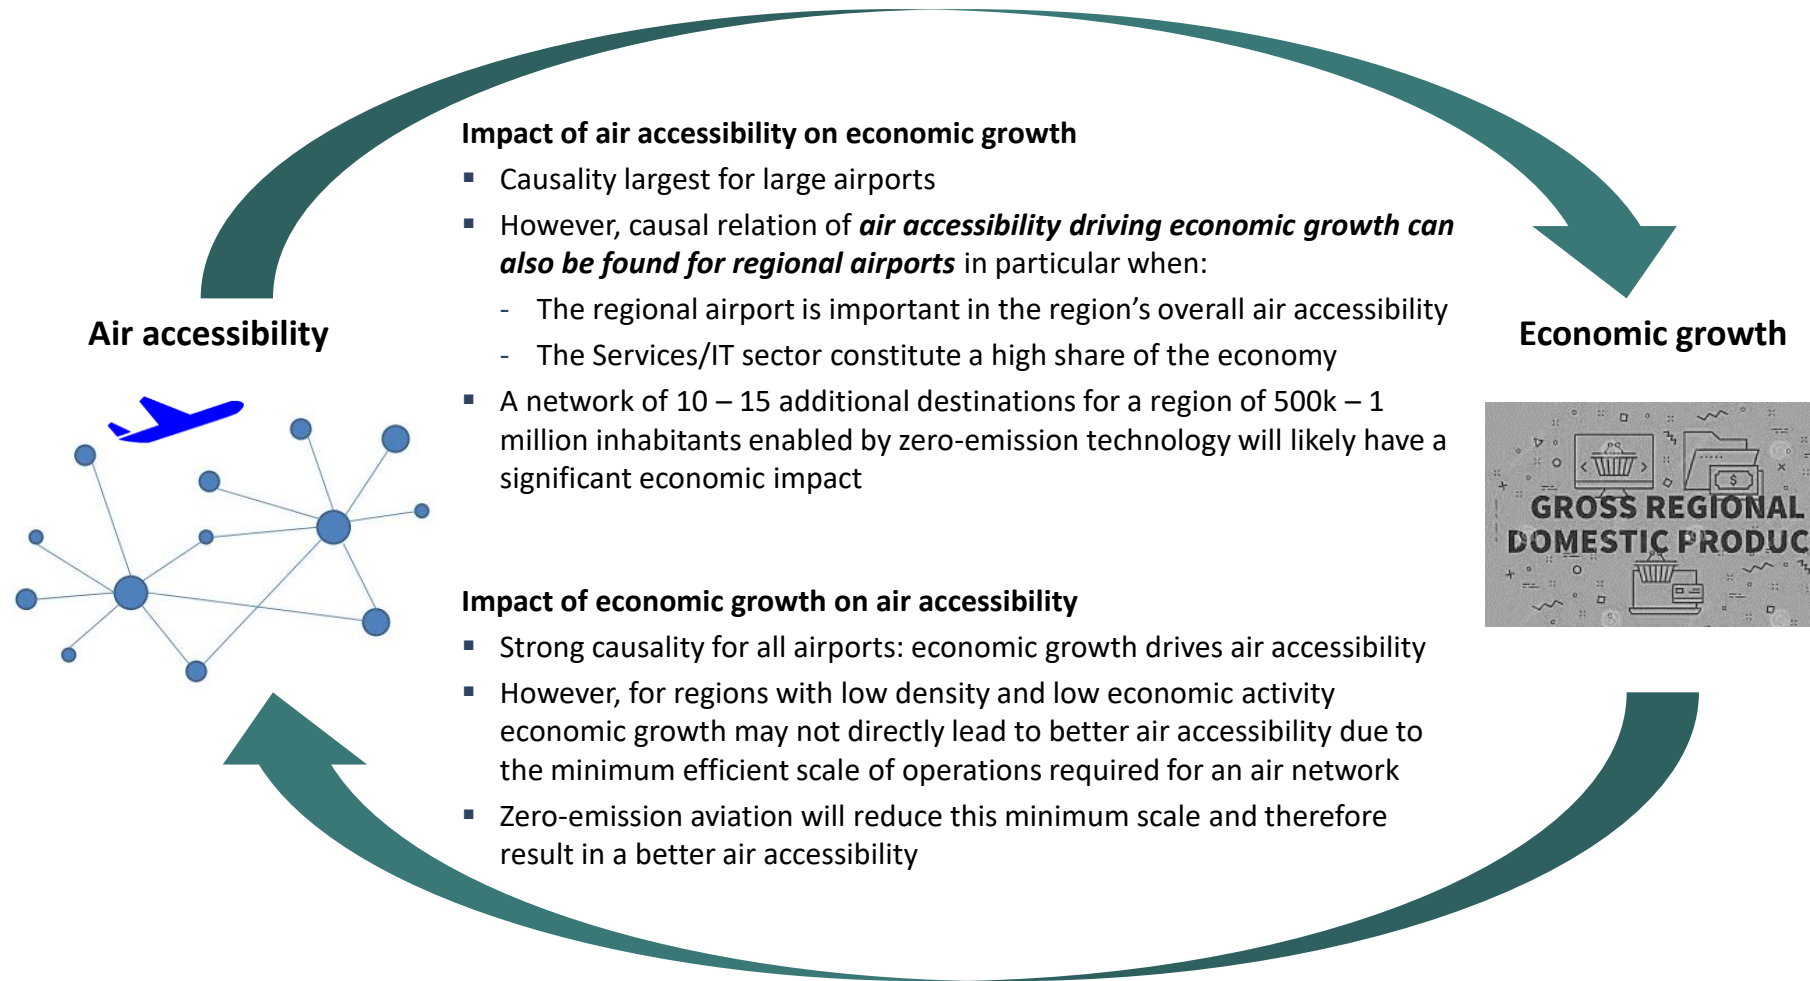 Impact of air accessibility on economic growth
▪ Causality largest for large airports
▪ However, causal relation of air accessibility driving economic growth can
also be found for regional airports in particular when:
- The regional airport is important in the region’s overall air accessibility
- The Services/IT sector constitute a high share of the economy
▪ A network of 10 – 15 additional destinations for a region of 500k – 1
million inhabitants enabled by zero-emission technology will likely have a
significant economic impact
Air accessibility
Economic growth
$
GROSS REGIONAL
DOMESTIC PRODUC
Impact of economic growth on air accessibility
▪ Strong causality for all airports: economic growth drives air accessibility
▪ However, for regions with low density and low economic activity
economic growth may not directly lead to better air accessibility due to
the minimum efficient scale of operations required for an air network
▪ Zero-emission aviation will reduce this minimum scale and therefore
result in a better air accessibility